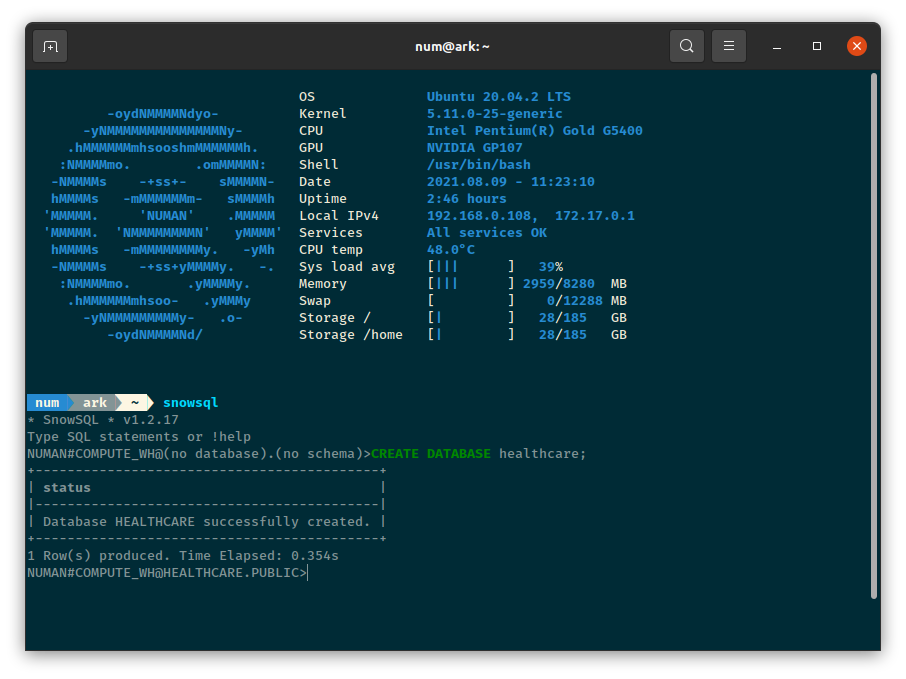 num@ark: ~
OS Ubuntu 20.04.2 LTS
-oydNMMMMNdyo- Kernel 5.11.0-25-generic
-yNMMMMMMMMMMMMMMNy- CPU Intel Pentium(R) Gold G5400
.hMMMMMMmhsooshmMMMMMMh. GPU NVIDIA GP107
:NMMMMmo. .omMMMMN: Shell /usr/bin/bash
-NMMMMs -+ss+- sMMMMN- Date 2021.08.09 - 11:23:10
hMMMMs -mMMMMMMm- sMMMMh Uptime 2:46 hours
'MMMMM. 'NUMAN' .MMMMM Local IPv4 192.168.0.108, 172.17.0.1
'MMMMM. 'NMMMMMMMMN' yMMMM' Services All services OK
hMMMMs -mMMMMMMMMy. -yMh CPU temp 48.0°C
-NMMMMs -+ss+yMMMMy. -. Sys load avg [||| ] 39%
:NMMMMmo. .yMMMMy. Memory [||| ] 2959/8280 MB
.hMMMMMMmhsoo- .yMMMy Swap [ ] 0/12288 MB
-yNMMMMMMMMMy- .o- Storage / [| ] 28/185 GB
-oydNMMMMNd/ Storage /home [| ] 28/185 GB
num ark ~ snowsql
* SnowSQL * v1.2.17
Type SQL statements or !help
NUMAN#COMPUTE_WH@(no database).(no schema)>CREATE DATABASE healthcare;
+-------------------------------------------+
| status |
|-------------------------------------------|
| Database HEALTHCARE successfully created. |
+-------------------------------------------+
1 Row(s) produced. Time Elapsed: 0.354s
NUMAN#COMPUTE_WH@HEALTHCARE.PUBLIC>